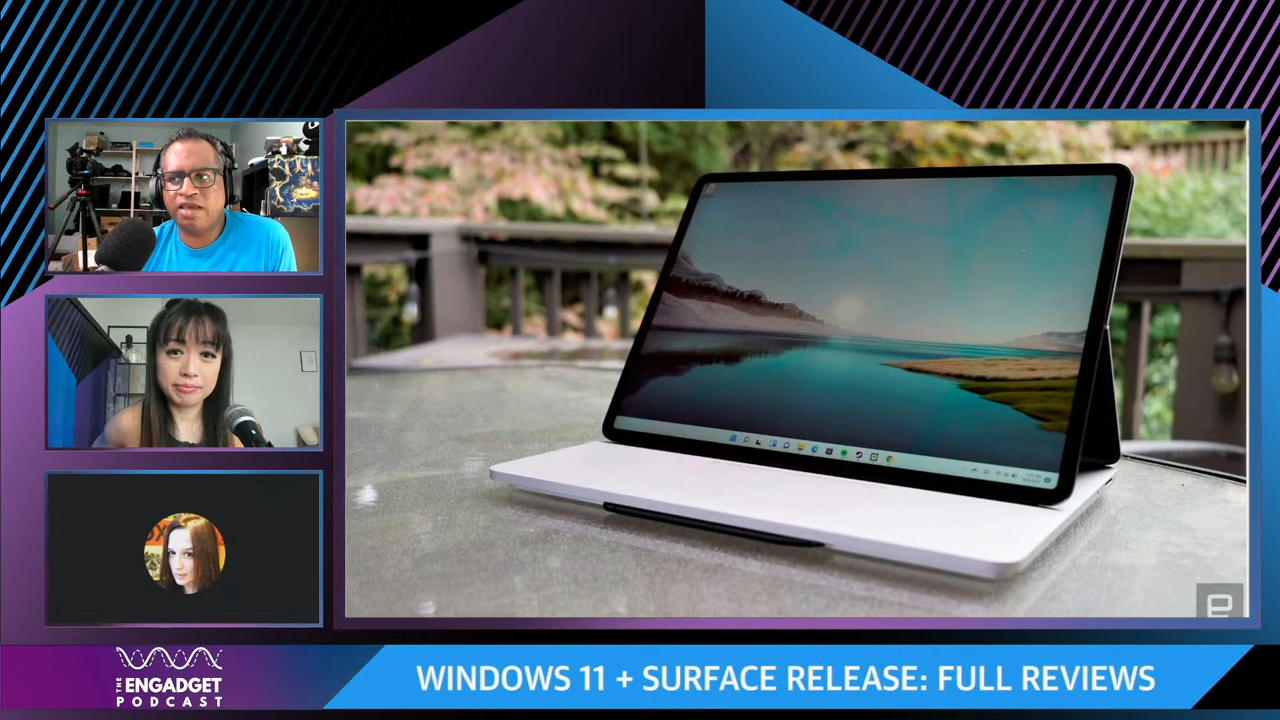 THE
ENGADGET
PODCAST
WINDOWS 11 + SURFACE RELEASE: FULL REVIEWS